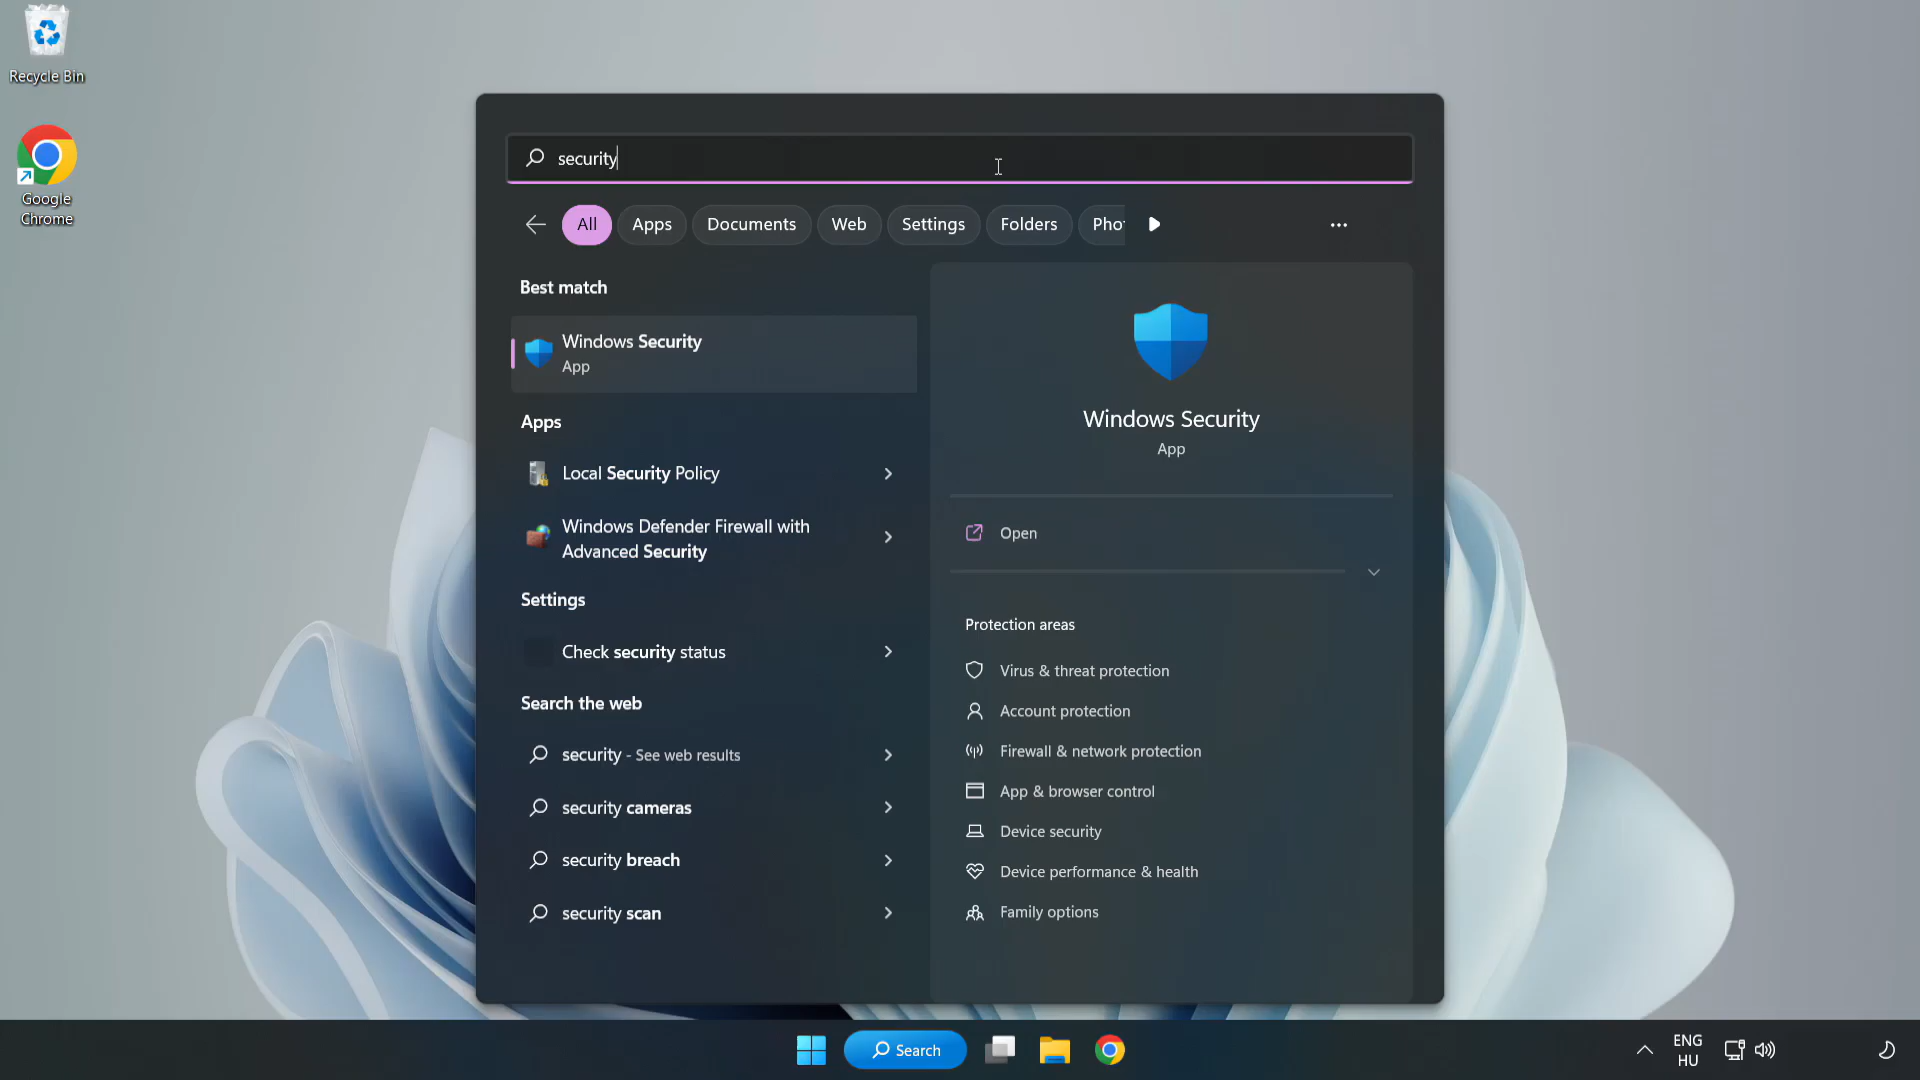 Recycle Bin
Google
Chrome
security
All
Apps
Documents
Web
Settings
Folders
Best match
Windows Security
App
Apps
Local Security Policy
Windows Defender Firewall with
Advanced Security
Settings
Check security status
Search the web
security - See web results
security cameras
security breach
security scan
Windows Security
App
Open
Protection areas
Virus & threat protection
Account protection
Firewall & network protection
App & browser control
Device security
Device performance & health
Family options
Search
ENG
HU